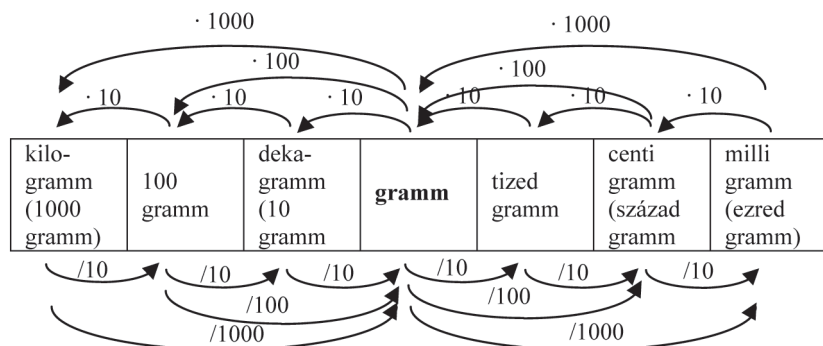 · 1000 · 1000
· 100 · 100
· 10 · 10 · 10 · 10 · 10 · 10
kilo-
gramm
(1000
gramm)
100
gramm
deka-
gramm
(10
gramm
gramm
tized
gramm
centi
gramm
(század
gramm
milli
gramm
(ezred
gramm)
/10 /10 /10 /10 /10 /10
/100 /100
/1000 /1000